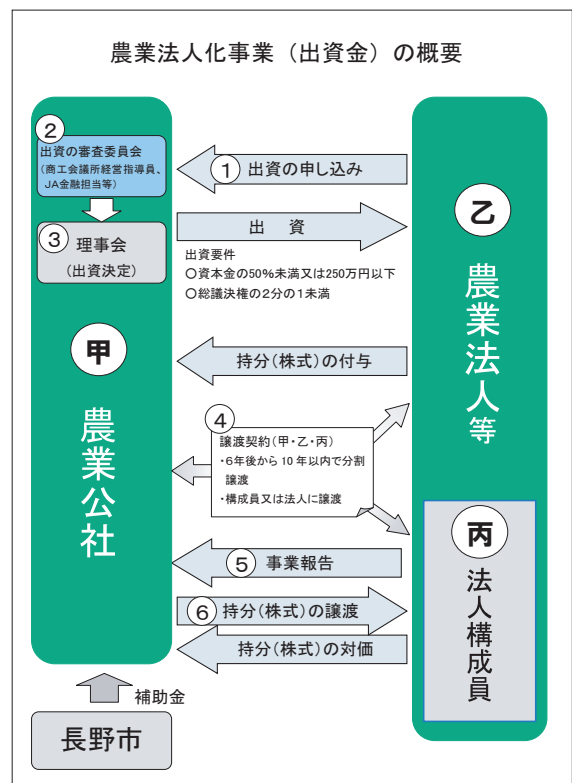 農業法人化事業（出資金）の概要
②
出資の審査委員会
（商工会議所経営指導員、
JA金融担当等）
①出資の申し込み
③
理事会
（出資決定）
出　資
出資要件
○資本金の50%未満又は250万円以下
○総議決権の２分の１未満
乙
農業法人等
甲
農業公社
持分（株式）の付与
④
譲渡契約（甲・乙・丙）
・６年後から 10 年以内で分割
譲渡
・構成員又は法人に譲渡
丙
法人構成員
⑤ 事業報告
⑥ 持分（株式）の譲渡
持分（株式）の対価
補助金
長野市